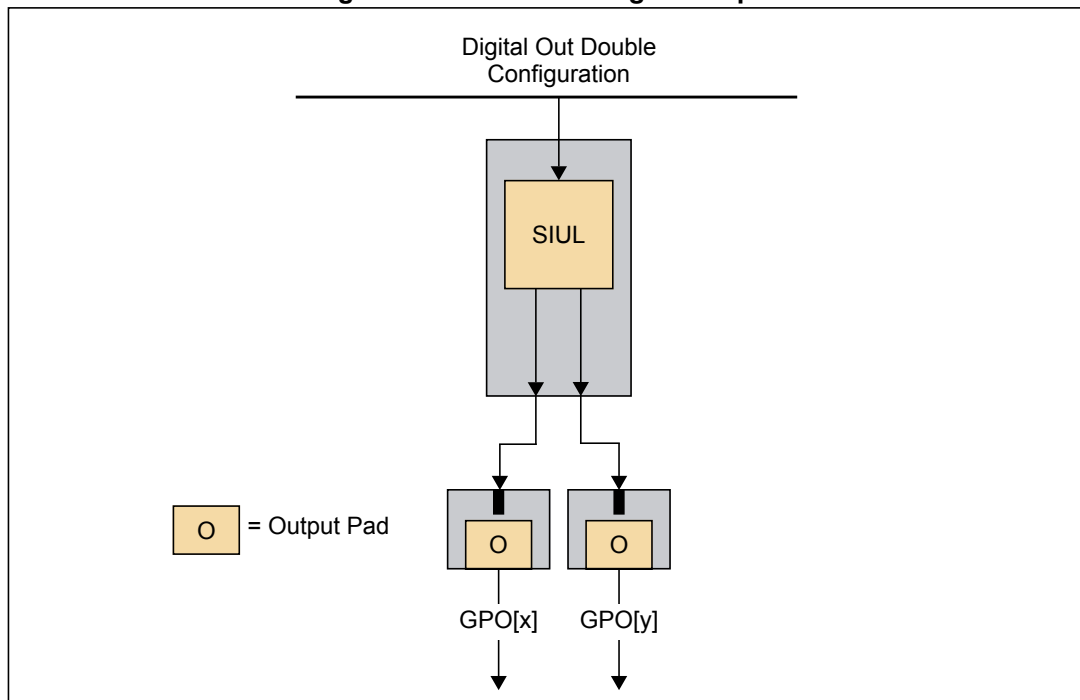 Digital Out Double
Configuration
SIUL
O = Output Pad
O
O
GPO[x]
GPO[y]